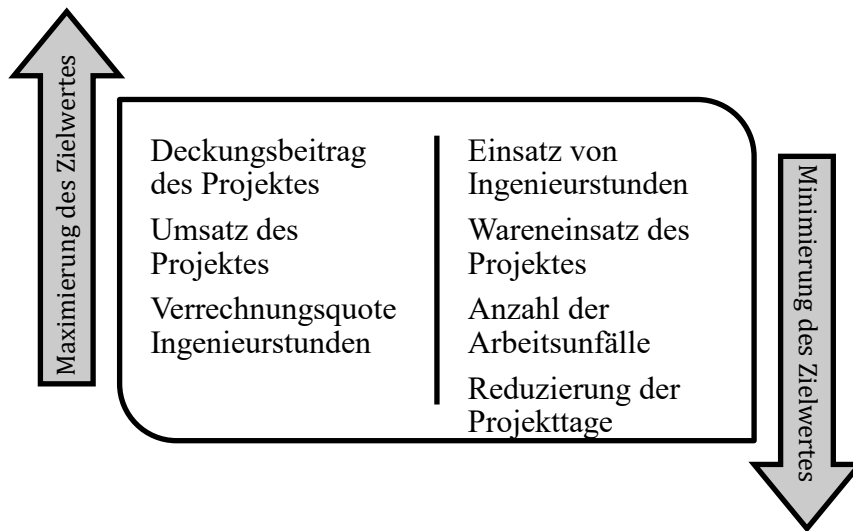 Maximierung des Zielwertes
Deckungsbeitrag
des Projektes
Umsatz des
Projektes
Verrechnungsquote
Ingenieurstunden
Einsatz von
Ingenieurstunden
Wareneinsatz des
Projektes
Anzahl der
Arbeitsunfälle
Reduzierung der
Projekttage
Minimierung des Zielwertes